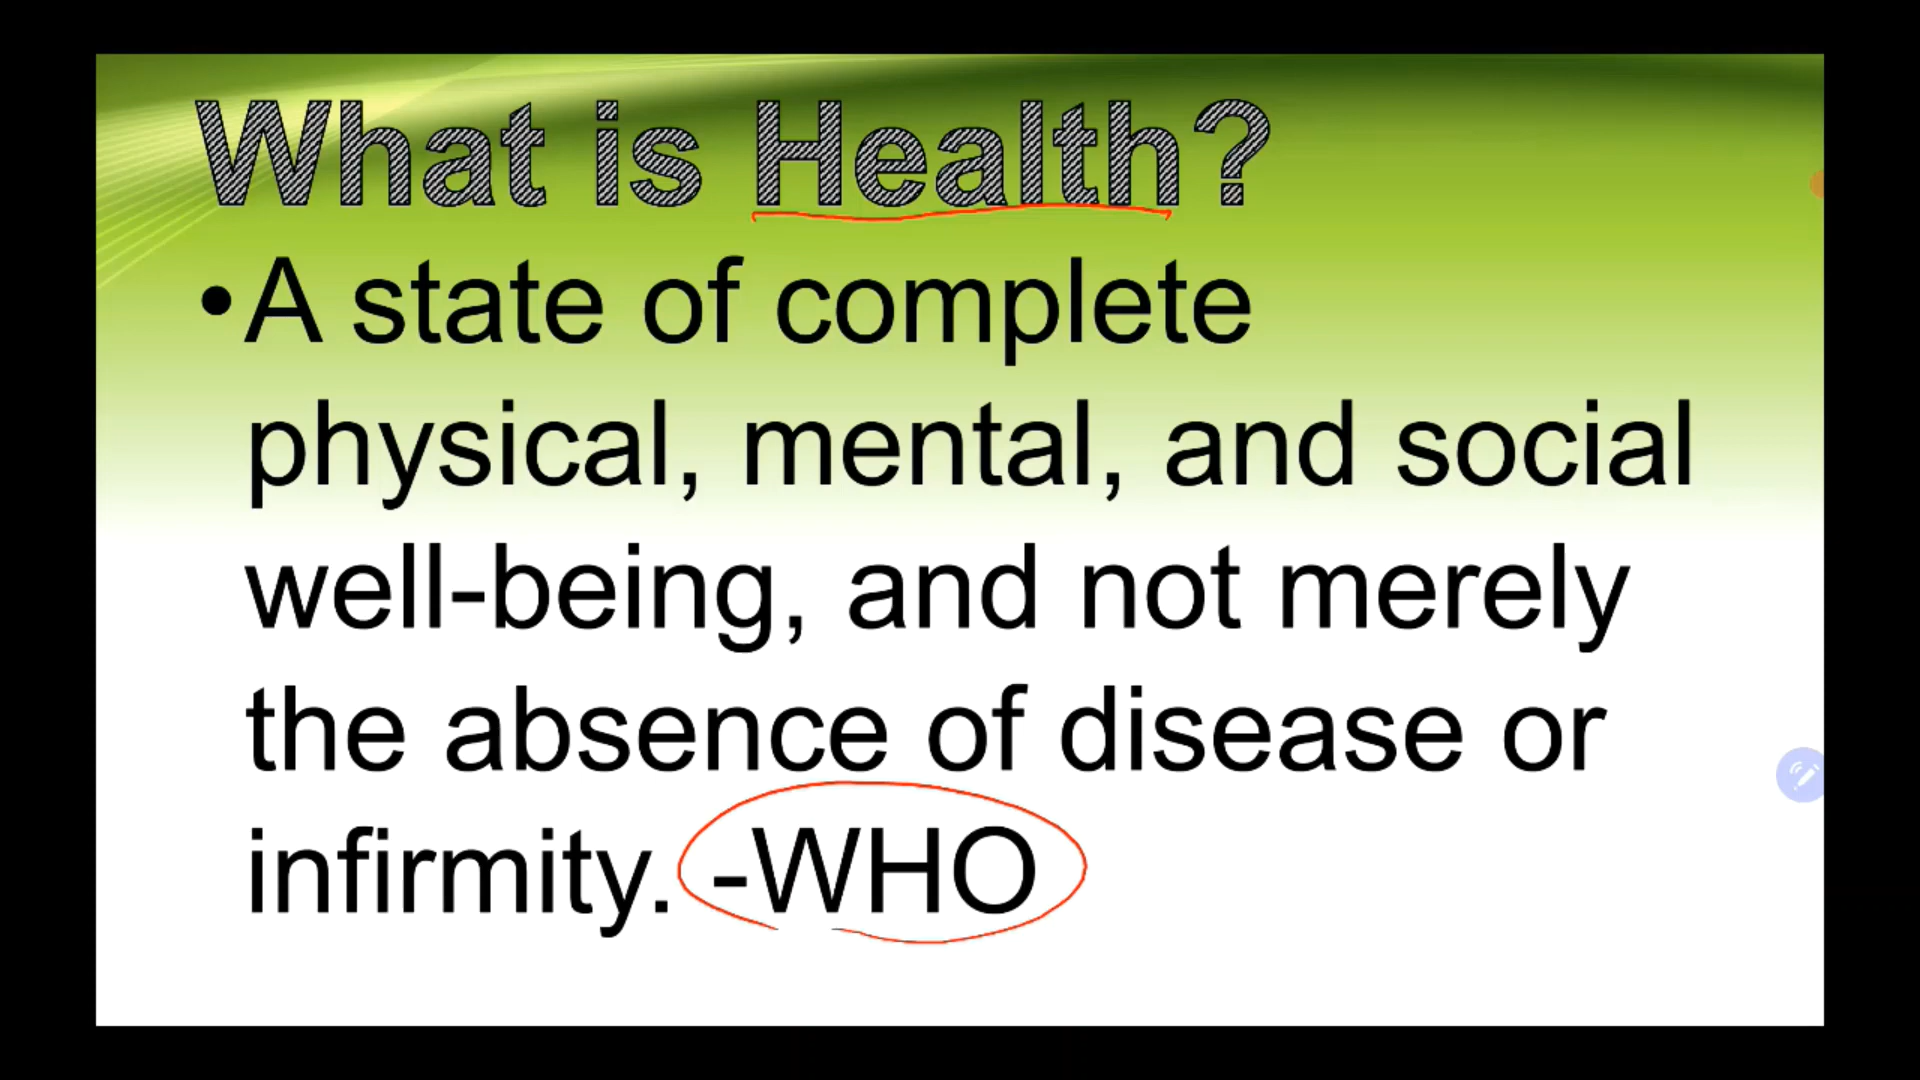 What is Health?
•A state of complete
physical, mental, and social
well-being, and not merely
the absence of disease or
infirmity. -WHO